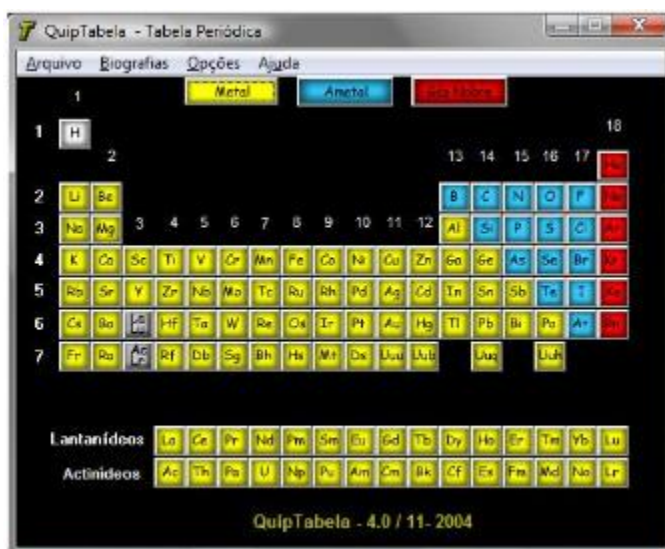 QuipTabela - Tabela Periódica
Arquivo Biografias Opções Ajuda
Metal Ametal Gás Nobre
1 18
1 H
2 13 14 15 16 17 He
2 Li Be B C N O F Ne
3 Na Mg 3 4 5 6 7 8 9 10 11 12 Al Si P S Cl Ar
4 K Ca Sc Ti V Cr Mn Fe Co Ni Cu Zn Ga Ge As Se Br Kr
5 Rb Sr Y Zr Nb Mo Tc Ru Rh Pd Ag Cd In Sn Sb Te I Xe
6 Cs Ba Hf Ta W Re Os Ir Pt Au Hg Tl Pb Bi Po At Rn
7 Fr Ra Rf Db Sg Bh Hs Mt Ds Uuu Uub Uuq Uuh
Lantanídeos La Ce Pr Nd Pm Sm Eu Gd Tb Dy Ho Er Tm Yb Lu
Actinídeos Ac Th Pa U Np Pu Am Cm Bk Cf Es Fm Md No Lr
QuipTabela - 4.0 / 11- 2004